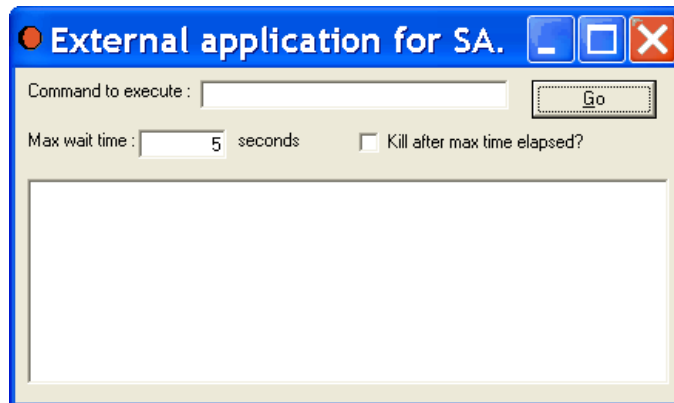 External application for SA.
Command to execute : Go
Max wait time : 5 seconds Kill after max time elapsed?